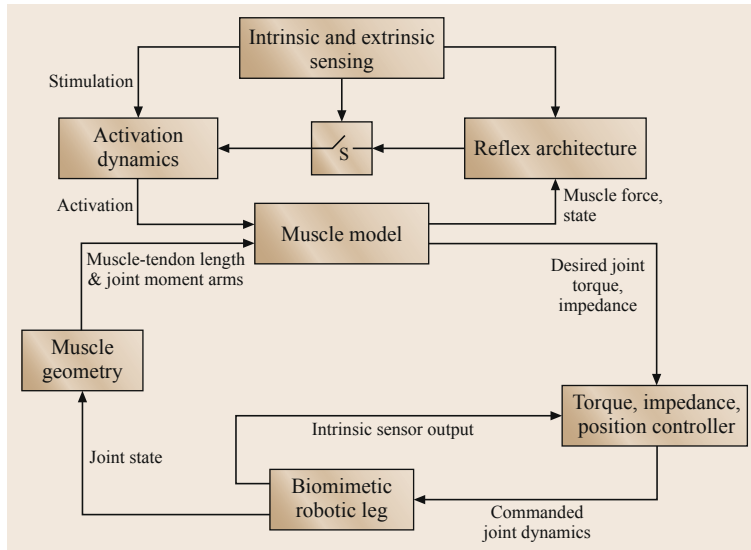 Intrinsic and extrinsic
sensing
Stimulation
Activation
dynamics
S
Reflex architecture
Activation
Muscle model
Muscle force,
state
Muscle-tendon length
& joint moment arms
Desired joint
torque,
impedance
Muscle
geometry
Torque, impedance,
position controller
Intrinsic sensor output
Joint state
Biomimetic
robotic leg
Commanded
joint dynamics